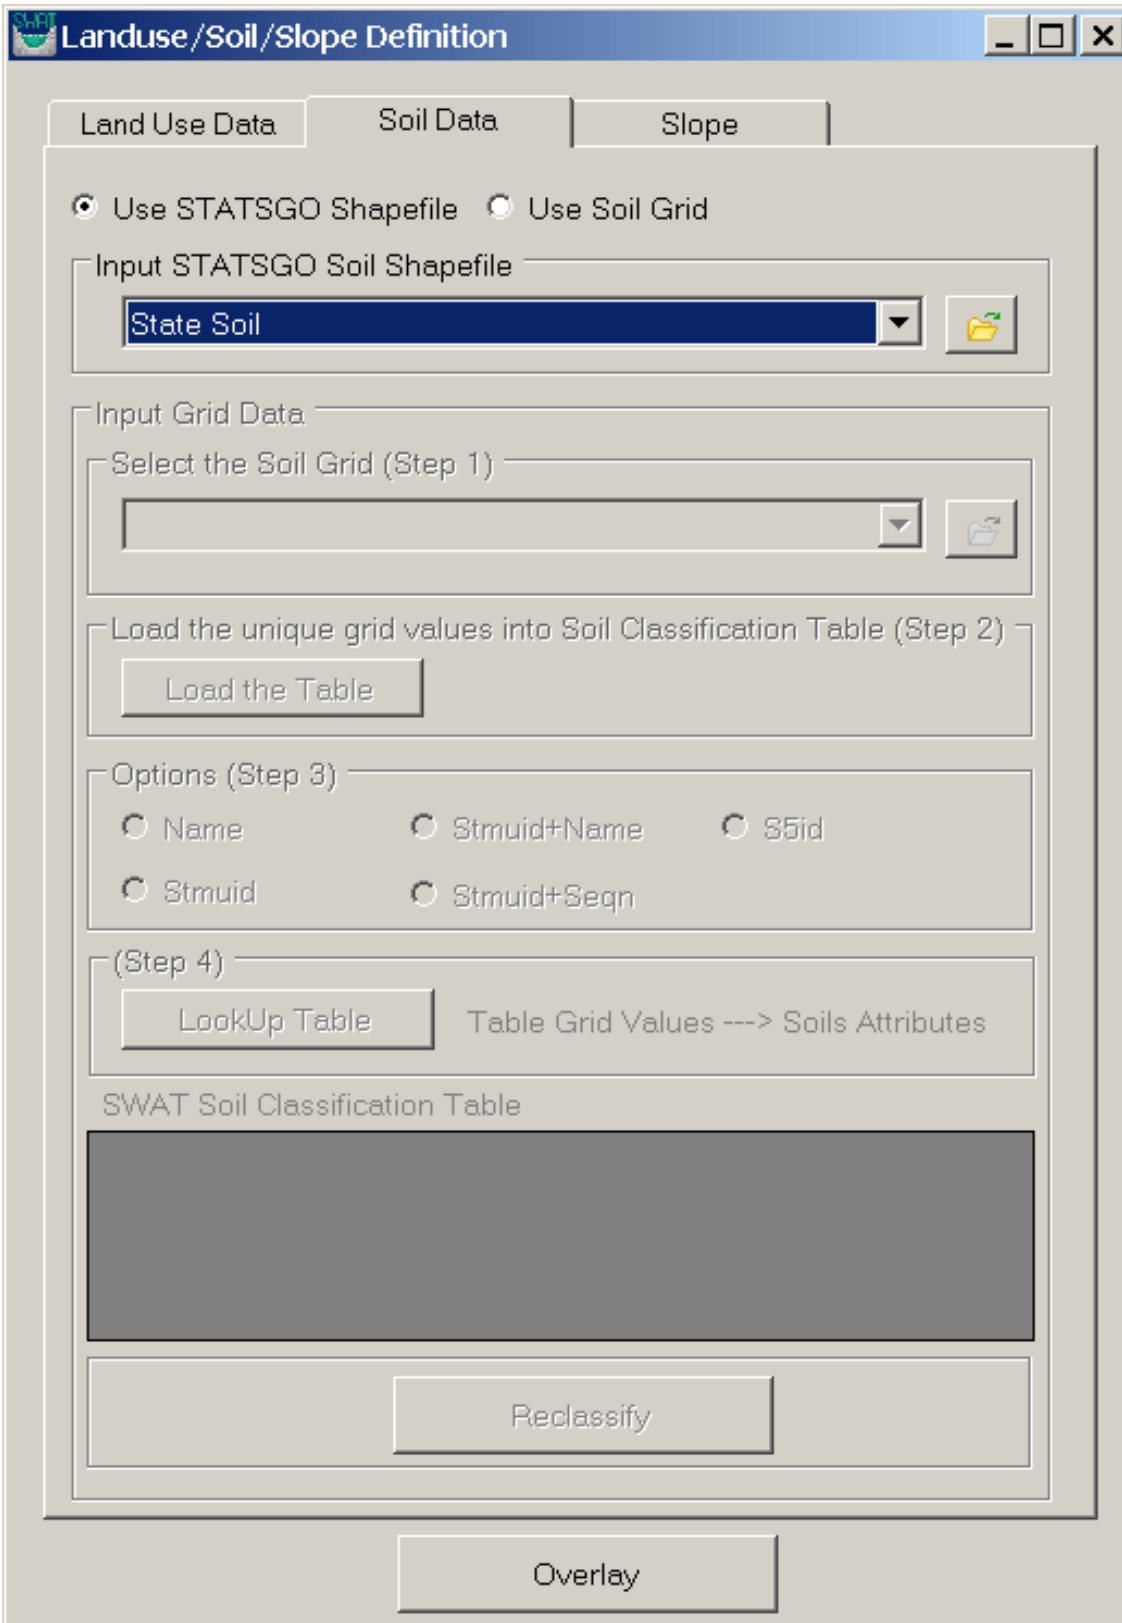 SWAT
Landuse/Soil/Slope Definition
Land Use Data Soil Data Slope
Use STATSGO Shapefile Use Soil Grid
Input STATSGO Soil Shapefile
State Soil
Input Grid Data
Select the Soil Grid (Step 1)
Load the unique grid values into Soil Classification Table (Step 2)
Load the Table
Options (Step 3)
Name Stmuid+Name S5id
Stmuid Stmuid+Seqn
(Step 4)
LookUp Table Table Grid Values ---> Soils Attributes
SWAT Soil Classification Table
Reclassify
Overlay